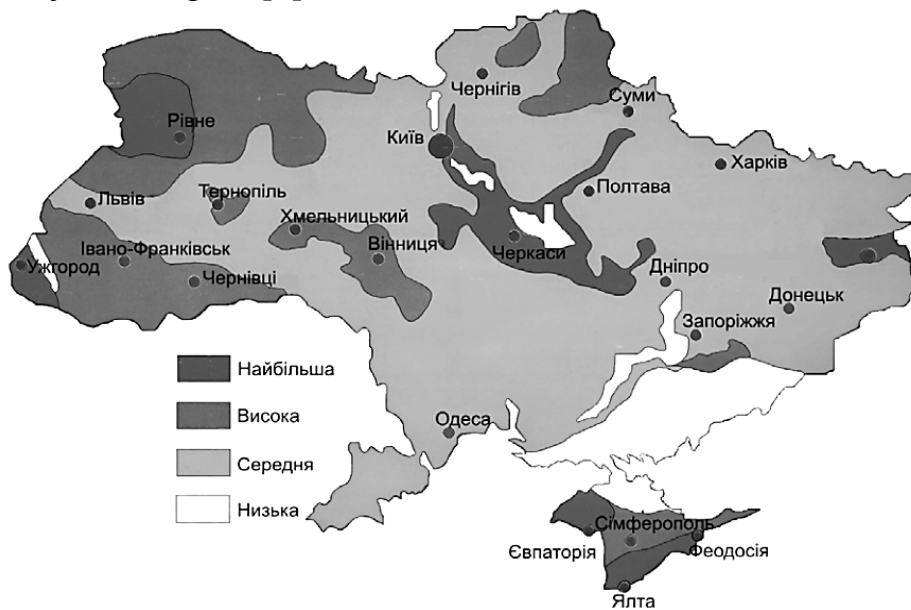 Чернігів
Суми
Рівне
Київ
Харків
Львів
Тернопіль
Полтава
Хмельницький
Івано-Франківськ
Вінниця
Черкаси
Ужгород
Чернівці
Дніпро
Донецьк
Запоріжжя
Найбільша
Висока
Одеса
Середня
Низька
Сімферополь
Євпаторія
Феодосія
Ялта